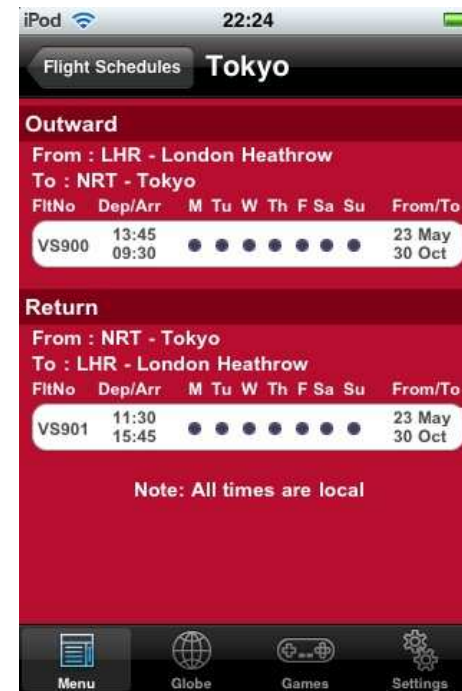 iPod 22:24
Flight Schedules Tokyo
Outward
From : LHR - London Heathrow
To : NRT - Tokyo
FltNo Dep/Arr M Tu W Th F Sa Su From/To
VS900 13:45 09:30 23 May 30 Oct
Return
From : NRT - Tokyo
To : LHR - London Heathrow
FltNo Dep/Arr M Tu W Th F Sa Su From/To
VS901 11:30 15:45 23 May 30 Oct
Note: All times are local
Menu Globe Games Settings